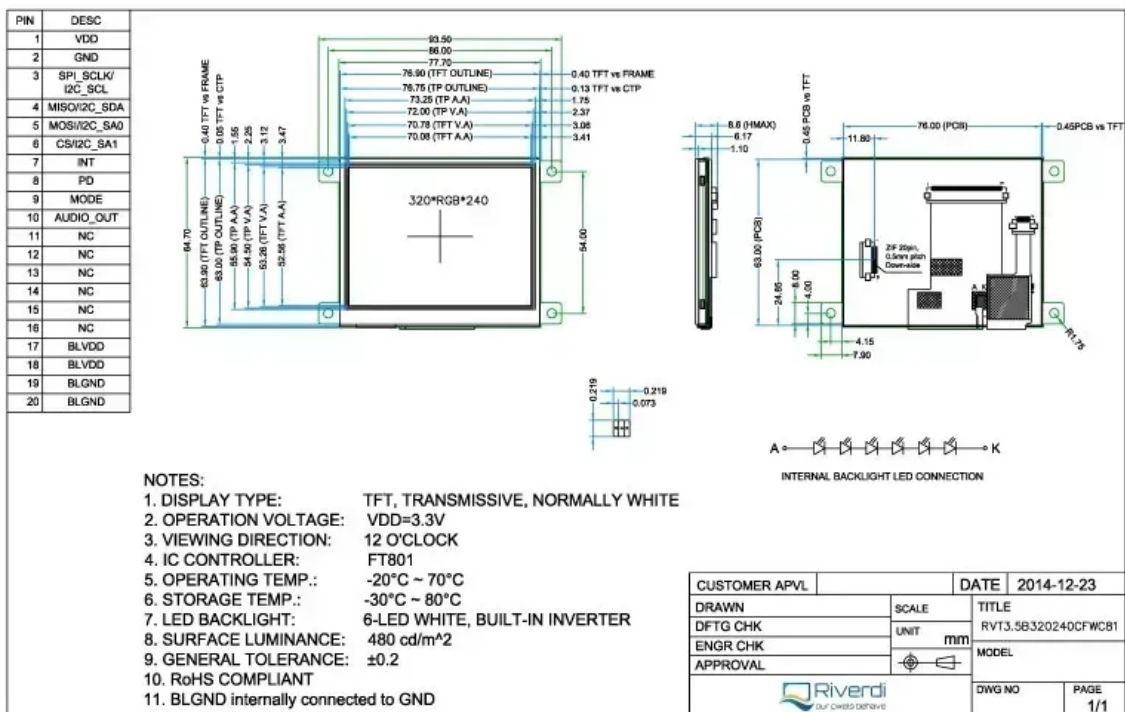 PIN DESC
1 VDD
2 GND
3 SPI_SCLK/
I2C_SCL
4 MISO/I2C_SDA
5 MOSI/I2C_SA0
6 CS/I2C_SA1
7 INT
8 PD
9 MODE
10 AUDIO_OUT
11 NC
12 NC
13 NC
14 NC
15 NC
16 NC
17 BLVDD
18 BLVDD
19 BLGND
20 BLGND
93.50
86.00
77.70
76.90 (TFT OUTLINE)
0.40 TFT vs FRAME
76.75 (TP OUTLINE)
0.13 TFT vs CTP
73.25 (TP A.A)
1.75
72.00 (TP V.A)
2.37
70.78 (TFT V.A)
3.06
70.08 (TFT A.A)
3.41
0.40 TFT vs FRAME
0.05 TFT vs CTP
1.55
2.25
3.12
3.47
64.70
63.90 (TFT OUTLINE)
63.00 (TP OUTLINE)
55.90 (TP A.A)
54.50 (TP V.A)
53.26 (TFT V.A)
52.56 (TFT A.A)
320*RGB*240
54.00
8.6 (HMAX)
6.17
1.10
0.45 PCB vs TFT
76.00 (PCB)
0.45PCB vs TFT
11.80
63.00 (PCB)
ZIF 20pin,
0.5mm pitch
Down-side
24.85
8.00
4.00
A K
4.15
7.90
R1.75
0.219
0.219
0.073
A K
INTERNAL BACKLIGHT LED CONNECTION
NOTES:
1. DISPLAY TYPE: TFT, TRANSMISSIVE, NORMALLY WHITE
2. OPERATION VOLTAGE: VDD=3.3V
3. VIEWING DIRECTION: 12 O'CLOCK
4. IC CONTROLLER: FT801
5. OPERATING TEMP.: -20°C ~ 70°C
6. STORAGE TEMP.: -30°C ~ 80°C
7. LED BACKLIGHT: 6-LED WHITE, BUILT-IN INVERTER
8. SURFACE LUMINANCE: 480 cd/m^2
9. GENERAL TOLERANCE: ±0.2
10. RoHS COMPLIANT
11. BLGND internally connected to GND
CUSTOMER APVL DATE 2014-12-23
DRAWN SCALE TITLE
DFTG CHK RVT3.5B320240CFWC81
UNIT mm
ENGR CHK MODEL
APPROVAL
Riverdi
our pixels behave
DWG NO PAGE
1/1